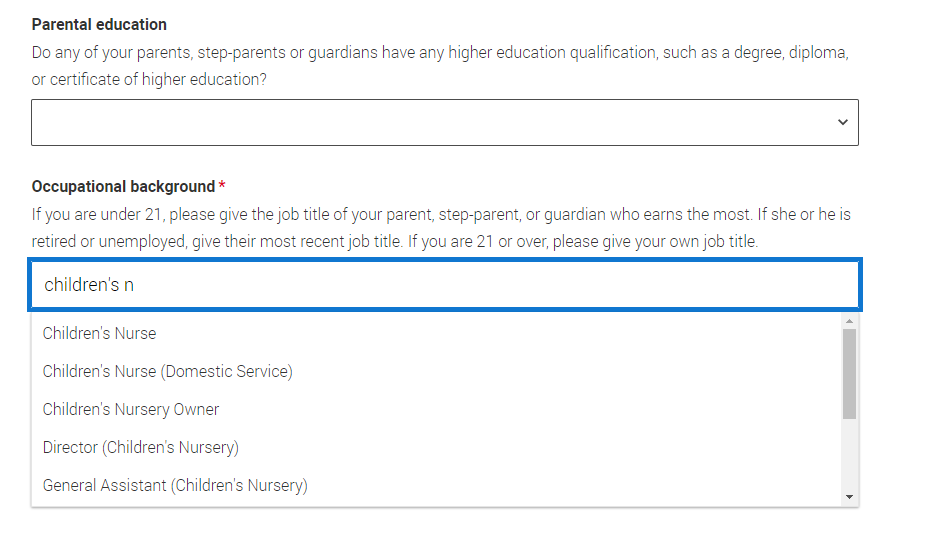 Parental education
Do any of your parents, step-parents or guardians have any higher education qualification, such as a degree, diploma,
or certificate of higher education?
Occupational background *
If you are under 21, please give the job title of your parent, step-parent, or guardian who earns the most. If she or he is
retired or unemployed, give their most recent job title. If you are 21 or over, please give your own job title.
children's n
Children's Nurse
Children's Nurse (Domestic Service)
Children's Nursery Owner
Director (Children's Nursery)
General Assistant (Children's Nursery)